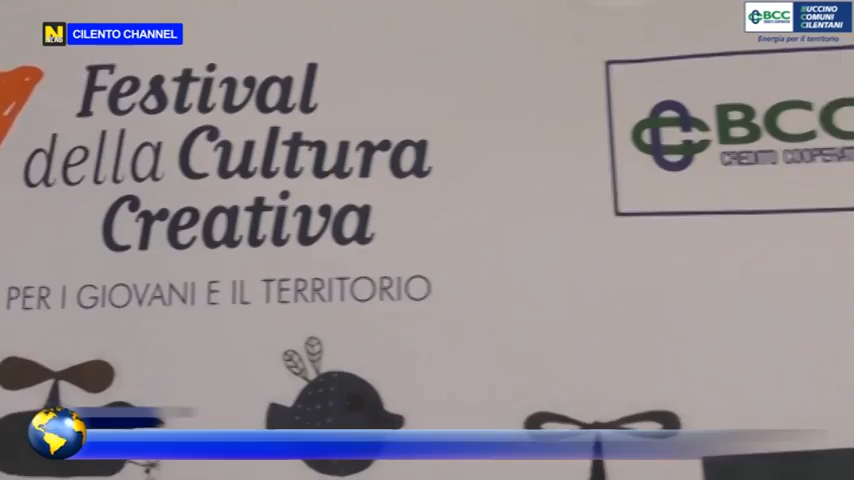 CILENTO CHANNEL
BCC
BUCCINO
COMUNI
CILENTANI
Energia per il territorio
Festival
della Cultura
Creativa
PER I GIOVANI E IL TERRITORIO
BCC
CREDITO